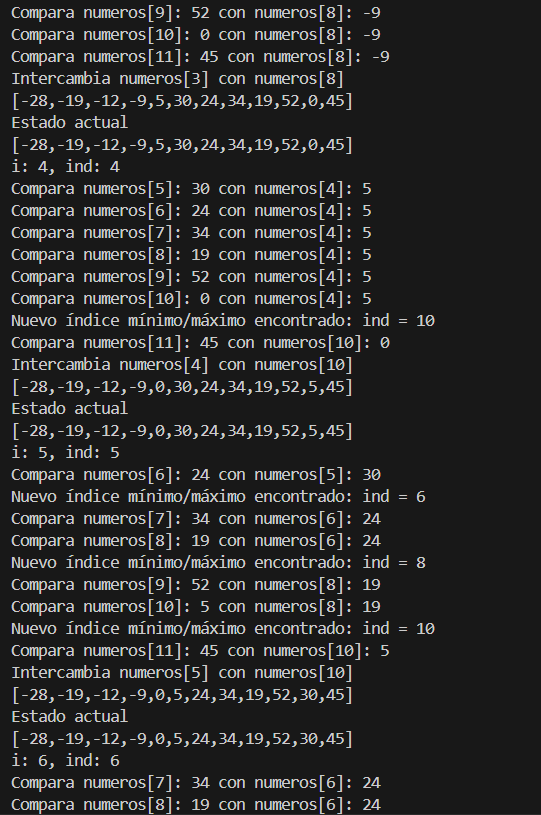 Compara numeros[9]: 52 con numeros[8]: -9
Compara numeros[10]: 0 con numeros[8]: -9
Compara numeros[11]: 45 con numeros[8]: -9
Intercambia numeros[3] con numeros[8]
[-28,-19,-12,-9,5,30,24,34,19,52,0,45]
Estado actual
[-28,-19,-12,-9,5,30,24,34,19,52,0,45]
i: 4, ind: 4
Compara numeros[5]: 30 con numeros[4]: 5
Compara numeros[6]: 24 con numeros[4]: 5
Compara numeros[7]: 34 con numeros[4]: 5
Compara numeros[8]: 19 con numeros[4]: 5
Compara numeros[9]: 52 con numeros[4]: 5
Compara numeros[10]: 0 con numeros[4]: 5
Nuevo índice mínimo/máximo encontrado: ind = 10
Compara numeros[11]: 45 con numeros[10]: 0
Intercambia numeros[4] con numeros[10]
[-28,-19,-12,-9,0,30,24,34,19,52,5,45]
Estado actual
[-28,-19,-12,-9,0,30,24,34,19,52,5,45]
i: 5, ind: 5
Compara numeros[6]: 24 con numeros[5]: 30
Nuevo índice mínimo/máximo encontrado: ind = 6
Compara numeros[7]: 34 con numeros[6]: 24
Compara numeros[8]: 19 con numeros[6]: 24
Nuevo índice mínimo/máximo encontrado: ind = 8
Compara numeros[9]: 52 con numeros[8]: 19
Compara numeros[10]: 5 con numeros[8]: 19
Nuevo índice mínimo/máximo encontrado: ind = 10
Compara numeros[11]: 45 con numeros[10]: 5
Intercambia numeros[5] con numeros[10]
[-28,-19,-12,-9,0,5,24,34,19,52,30,45]
Estado actual
[-28,-19,-12,-9,0,5,24,34,19,52,30,45]
i: 6, ind: 6
Compara numeros[7]: 34 con numeros[6]: 24
Compara numeros[8]: 19 con numeros[6]: 24